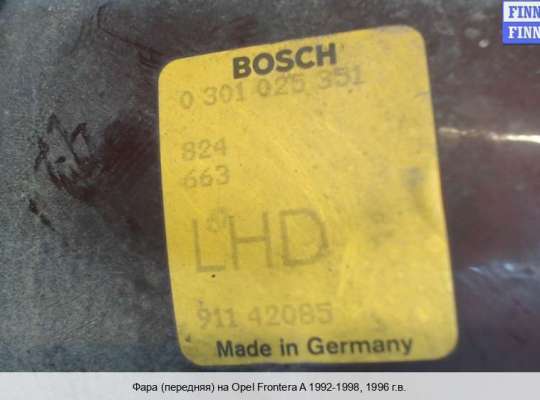 FINN
FINN
BOSCH
0 301 025 351
824
663
LHD
911 42085
Made in Germany
Фара (передняя) на Opel Frontera A 1992-1998, 1996 г.в.